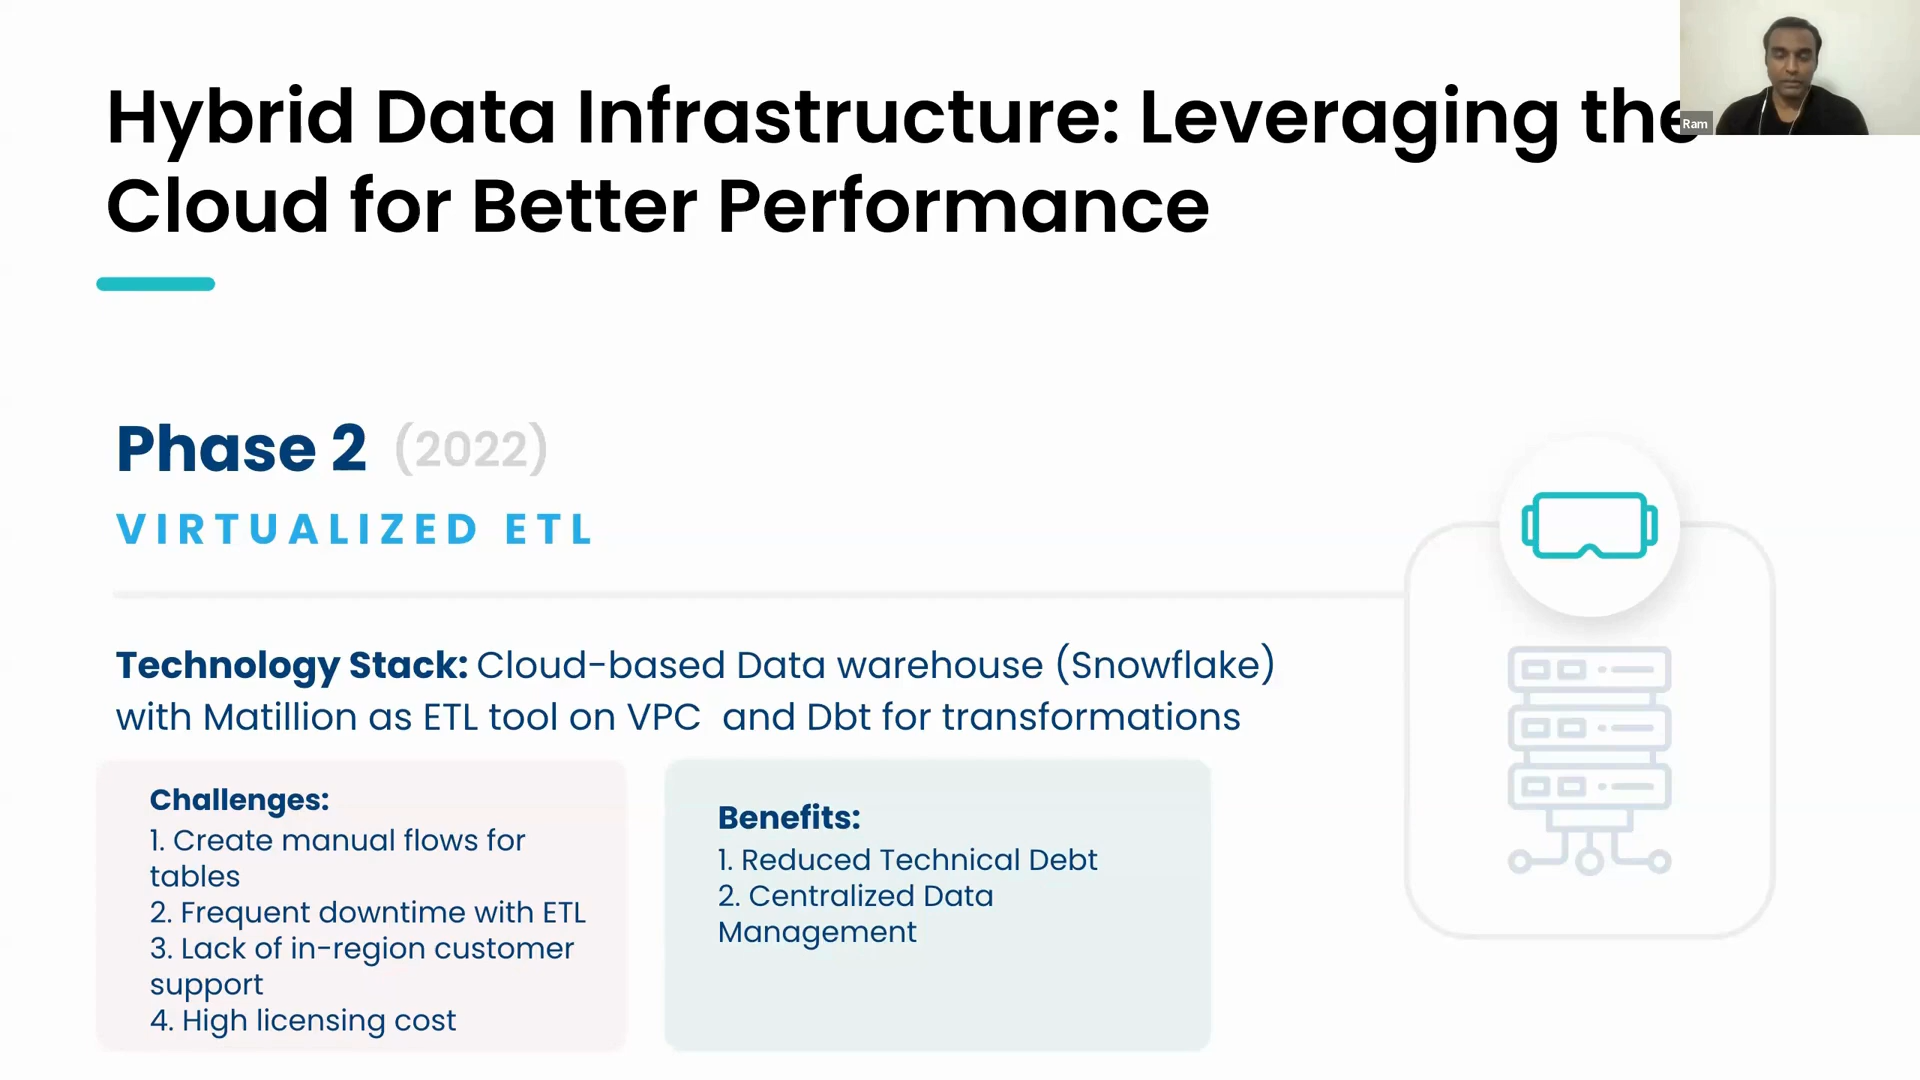 Hybrid Data Infrastructure: Leveraging the
Cloud for Better Performance
Ram
Phase 2 (2022)
VIRTUALIZED ETL
Technology Stack: Cloud-based Data warehouse (Snowflake)
with Matillion as ETL tool on VPC and Dbt for transformations
Challenges:
1. Create manual flows for
tables
2. Frequent downtime with ETL
3. Lack of in-region customer
support
4. High licensing cost
Benefits:
1. Reduced Technical Debt
2. Centralized Data
Management